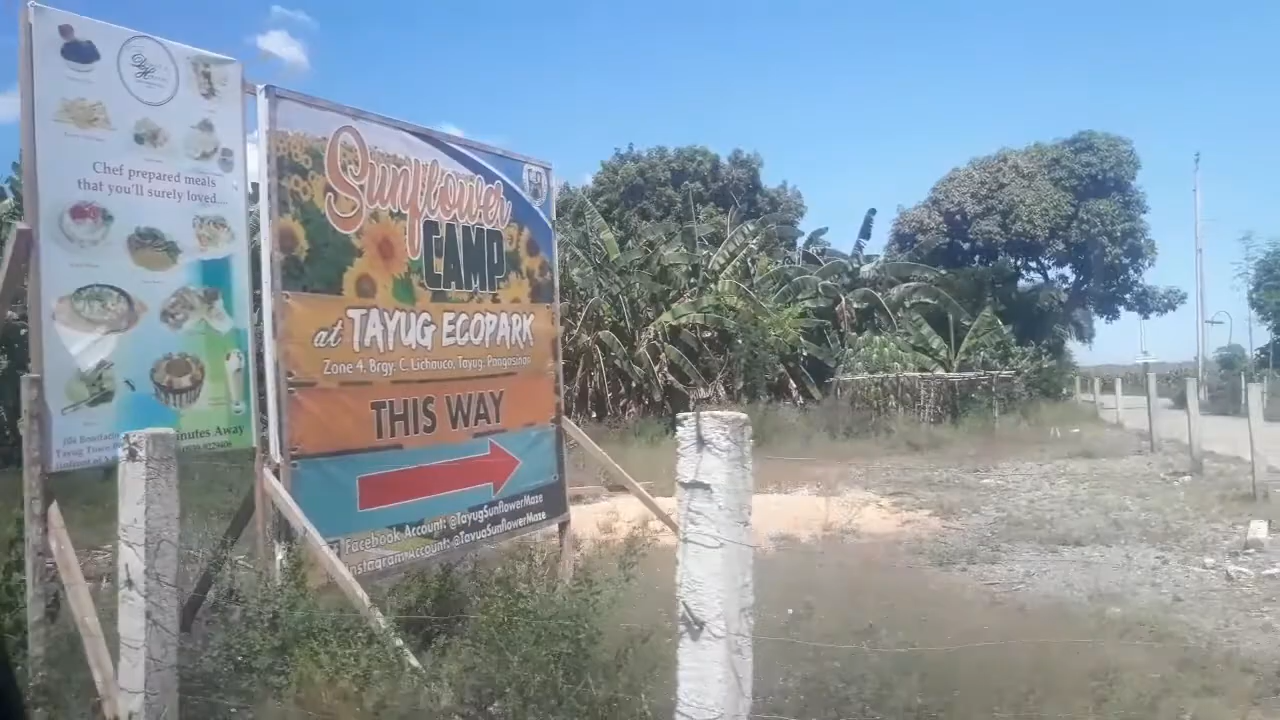 Chef prepared meals
that you'll surely loved
Sunflower
CAMP
at TAYUG ECOPARK
Zone 4, Brgy. C. Lichauco, Tayug, Pangasinan
THIS WAY
Facebook Account: @TayugSunflowerMaze
Instagram Account: @TayugSunflowerMaze